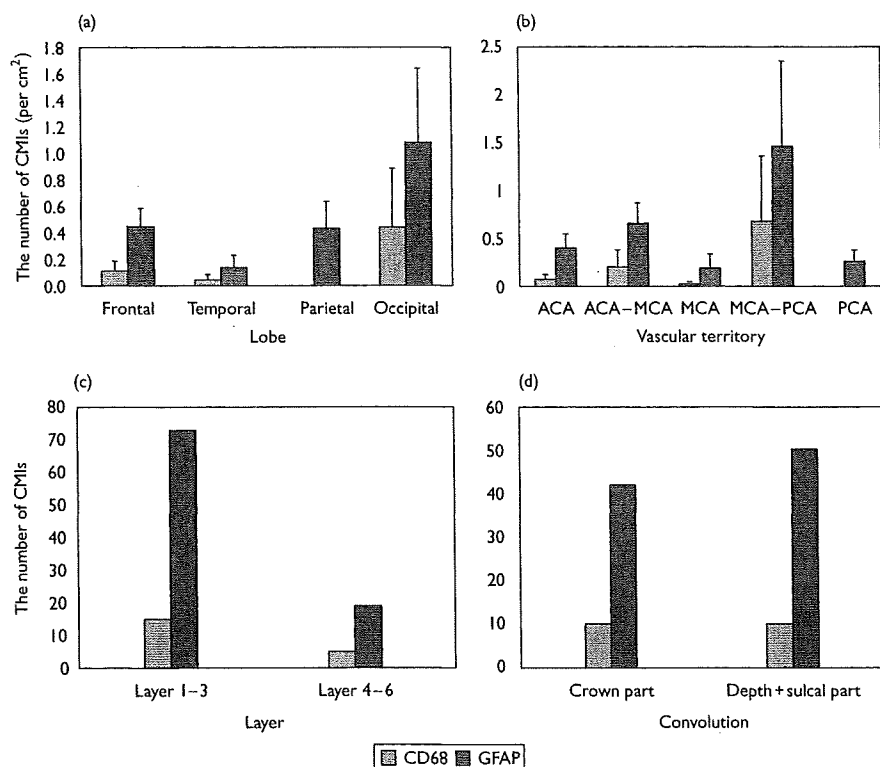 (a)
The number of CMIs (per cm²)
1.8
1.6
1.4
1.2
1.0
0.8
0.6
0.4
0.2
0.0
Frontal Temporal Parietal Occipital
Lobe
(b)
2.5
2
1.5
1
0.5
0
ACA ACA–MCA MCA MCA–PCA PCA
Vascular territory
(c)
The number of CMIs
80
70
60
50
40
30
20
10
0
Layer 1–3 Layer 4–6
Layer
(d)
60
50
40
30
20
10
0
Crown part Depth + sulcal part
Convolution
CD68 GFAP